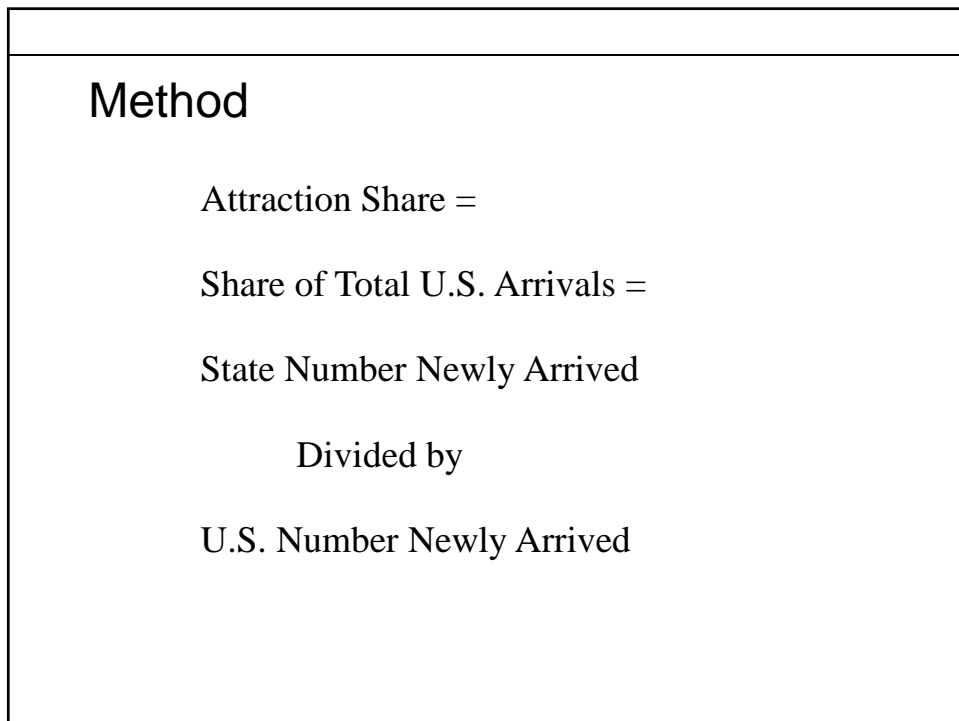 Method
Attraction Share =
Share of Total U.S. Arrivals =
State Number Newly Arrived
Divided by
U.S. Number Newly Arrived